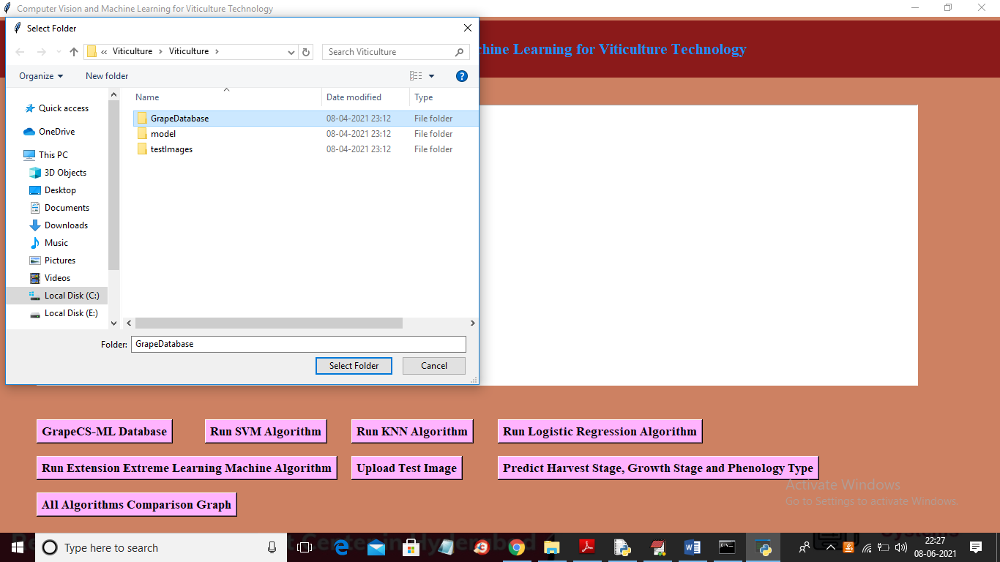 Computer Vision and Machine Learning for Viticulture Technology
Select Folder
chine Learning for Viticulture Technology
« Viticulture > Viticulture >
Search Viticulture
Organize
New folder
Name
Date modified
Type
Quick access
OneDrive
This PC
3D Objects
Desktop
Documents
Downloads
Music
Pictures
Videos
Local Disk (C:)
Local Disk (E:)
GrapeDatabase 08-04-2021 23:12 File folder
model 08-04-2021 23:12 File folder
testImages 08-04-2021 23:12 File folder
Folder: GrapeDatabase
Select Folder
Cancel
GrapeCS-ML Database
Run SVM Algorithm
Run KNN Algorithm
Run Logistic Regression Algorithm
Run Extension Extreme Learning Machine Algorithm
Upload Test Image
Predict Harvest Stage, Growth Stage and Phenology Type
All Algorithms Comparison Graph
Activate Windows
Go to Settings to activate Windows.
Type here to search
22:27
08-06-2021